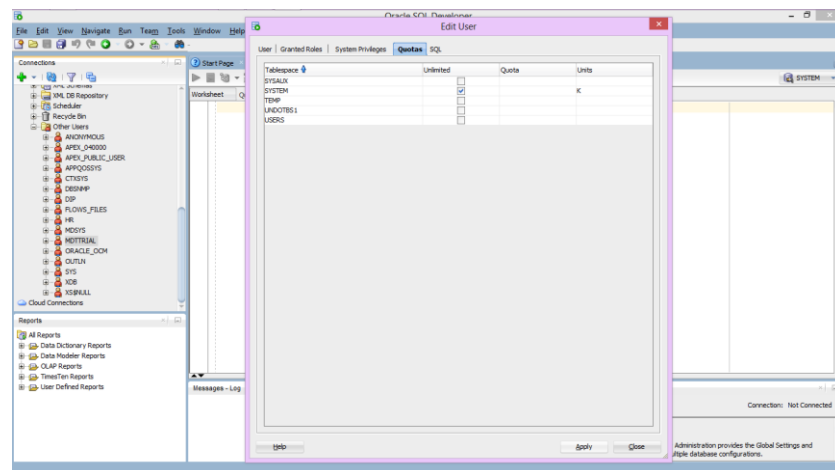 Oracle SQL Developer
File Edit View Navigate Run Team Tools Window Help
Connections
XML DB Repository
Scheduler
Recycle Bin
Other Users
ANONYMOUS
APEX_040000
APEX_PUBLIC_USER
APPQOSSYS
CTXSYS
DBSNMP
DIP
FLOWS_FILES
HR
MDSYS
MDTTRIAL
ORACLE_OCM
OUTLN
SYS
XDB
XS$NULL
Cloud Connections
Reports
All Reports
Data Dictionary Reports
Data Modeler Reports
OLAP Reports
TimesTen Reports
User Defined Reports
Start Page
Worksheet
SYSTEM
Messages - Log
Connection: Not Connected
Administration provides the Global Settings and
database configurations.
Edit User
User Granted Roles System Privileges Quotas SQL
Tablespace Unlimited Quota Units
SYSAUX
SYSTEM K
TEMP
UNDOTBS1
USERS
Help Apply Close